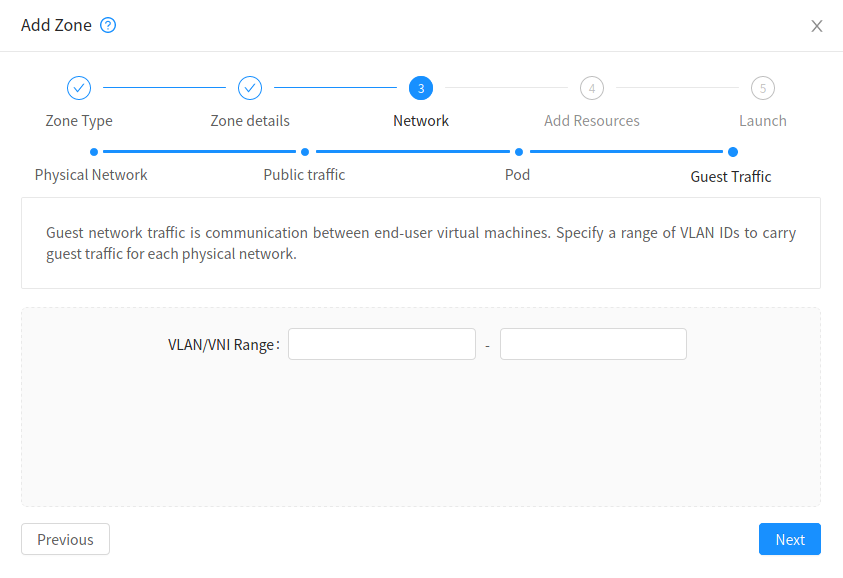 Add Zone ?
X
3
4
5
Zone Type
Zone details
Network
Add Resources
Launch
Physical Network
Public traffic
Pod
Guest Traffic
Guest network traffic is communication between end-user virtual machines. Specify a range of VLAN IDs to carry
guest traffic for each physical network.
VLAN/VNI Range: -
Previous
Next